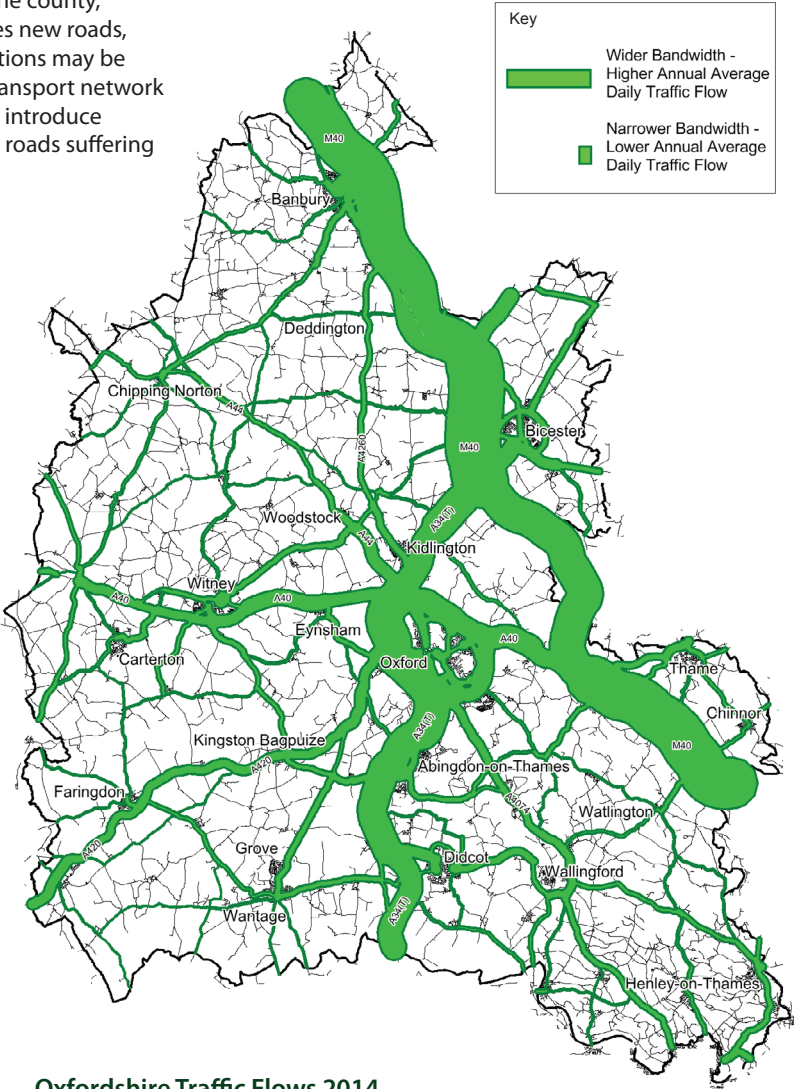 he county,
es new roads,
tions may be
ansport network
introduce
roads suffering
Key
Wider Bandwidth -
Higher Annual Average
Daily Traffic Flow
Narrower Bandwidth -
Lower Annual Average
Daily Traffic Flow
M40
Banbury
Deddington
Chipping Norton
A44
A4260
M40
Bicester
Woodstock
A44
A34(T)
Kidlington
Witney
A40
A40
Eynsham
A40
Carterton
Oxford
Thame
Chinnor
M40
Kingston Bagpuize
A420
A34(T)
Abingdon-on-Thames
Faringdon
A4074
Watlington
A420
Grove
Didcot
Wallingford
Wantage
A34(T)
Henley-on-Thames
Oxfordshire Traffic Flows 2014